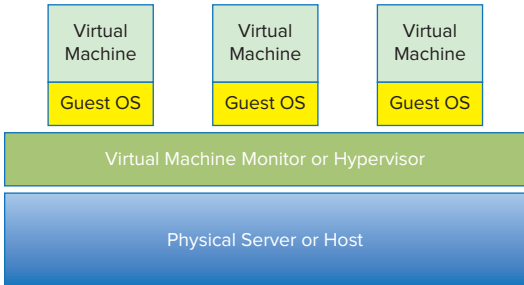 Virtual
Machine
Virtual
Machine
Virtual
Machine
Guest OS
Guest OS
Guest OS
Virtual Machine Monitor or Hypervisor
Physical Server or Host